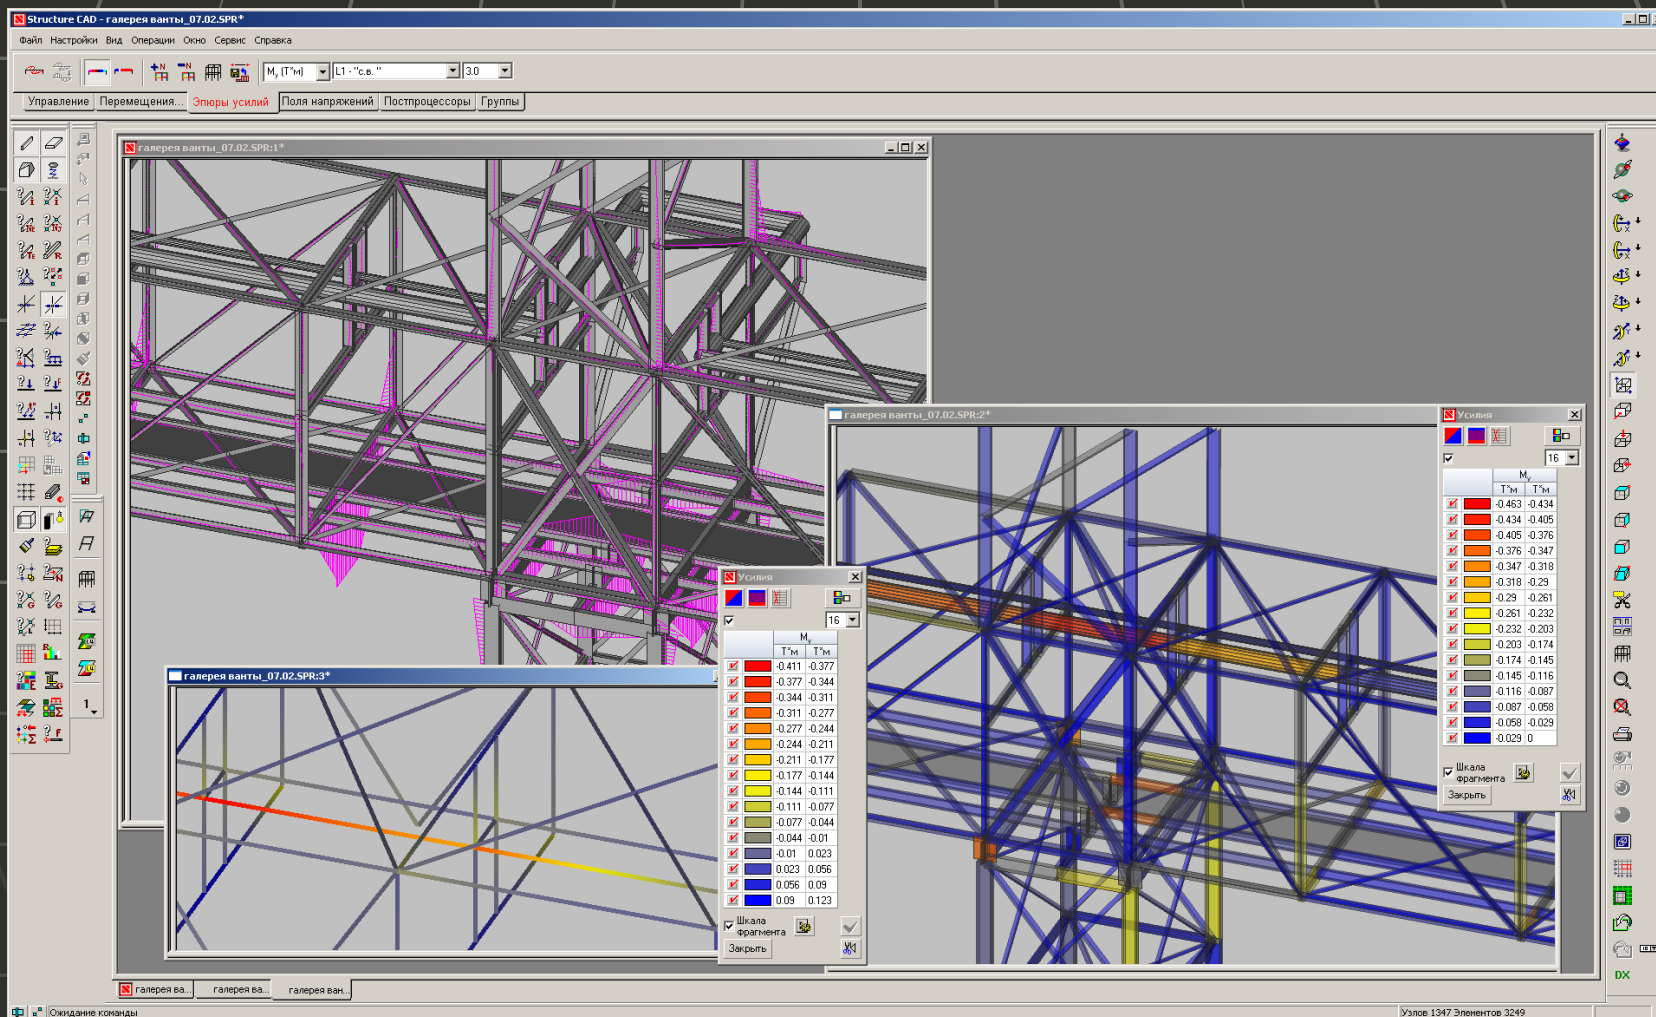 Structure CAD - галерея ванты_07.02.SPR*
Файл Настройки Вид Операции Окно Сервис Справка
My (Т*м) L1 - "с.в. " 3.0
Управление Перемещения... Эпюры усилий Поля напряжений Постпроцессоры Группы
галерея ванты_07.02.SPR:1*
галерея ванты_07.02.SPR:2*
Усилия
16
My
Т*м Т*м
-0.463 -0.434
-0.434 -0.405
-0.405 -0.376
-0.376 -0.347
-0.347 -0.318
-0.318 -0.29
-0.29 -0.261
-0.261 -0.232
-0.232 -0.203
-0.203 -0.174
-0.174 -0.145
-0.145 -0.116
-0.116 -0.087
-0.087 -0.058
-0.058 -0.029
-0.029 0
Шкала
фрагмента
Закрыть
Усилия
16
My
Т*м Т*м
-0.411 -0.377
-0.377 -0.344
-0.344 -0.311
-0.311 -0.277
-0.277 -0.244
-0.244 -0.211
-0.211 -0.177
-0.177 -0.144
-0.144 -0.111
-0.111 -0.077
-0.077 -0.044
-0.044 -0.01
-0.01 0.023
0.023 0.056
0.056 0.09
0.09 0.123
Шкала
фрагмента
Закрыть
галерея ванты_07.02.SPR:3*
1
DX
галерея ва... галерея ва... галерея ван...
Ожидание команды
Узлов 1347 Элементов 3249